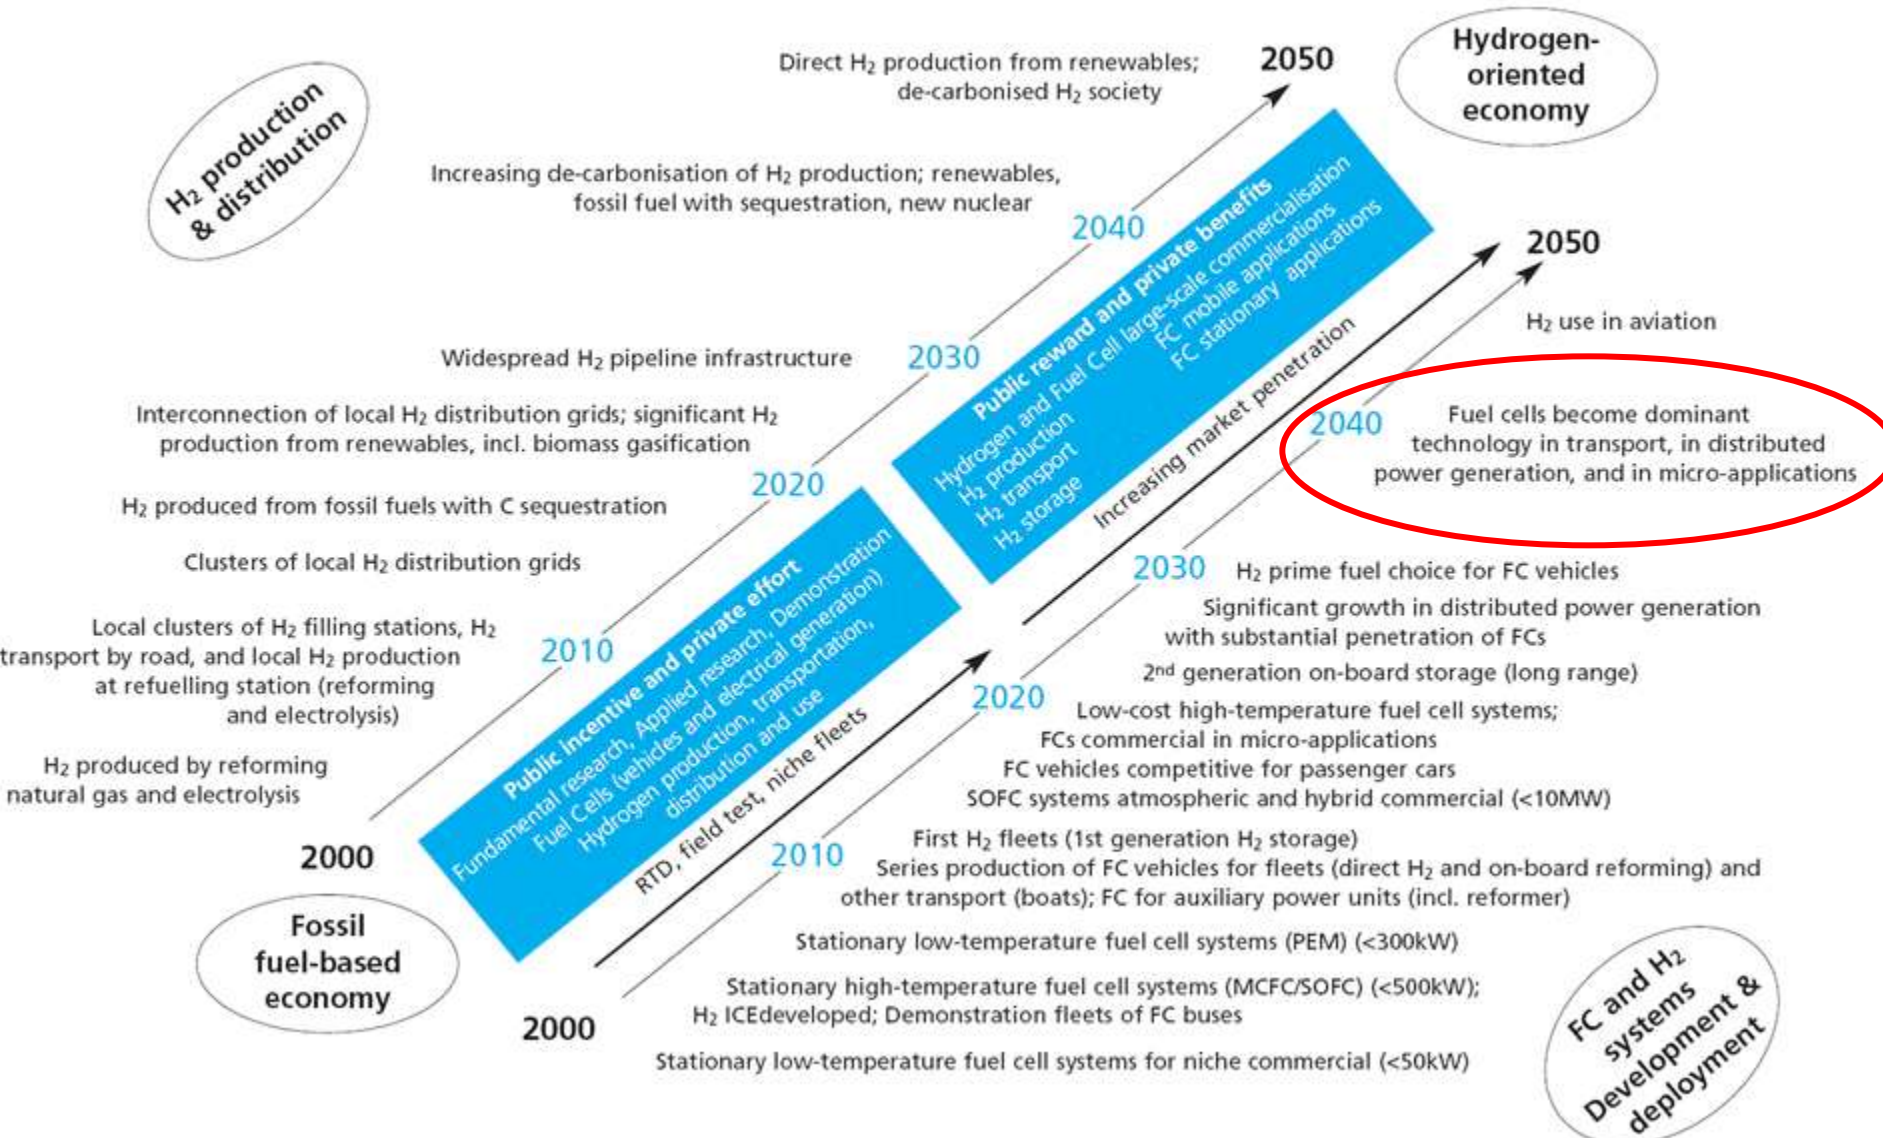 H₂ production
& distribution
Direct H₂ production from renewables;
de-carbonised H₂ society
2050
Hydrogen-
oriented
economy
Increasing de-carbonisation of H₂ production; renewables,
fossil fuel with sequestration, new nuclear
2040
Widespread H₂ pipeline infrastructure
2030
Interconnection of local H₂ distribution grids; significant H₂
production from renewables, incl. biomass gasification
2020
H₂ produced from fossil fuels with C sequestration
Clusters of local H₂ distribution grids
Local clusters of H₂ filling stations, H₂
transport by road, and local H₂ production
at refuelling station (reforming
and electrolysis)
2010
H₂ produced by reforming
natural gas and electrolysis
2000
Fossil
fuel-based
economy
Public reward and private benefits
Hydrogen and Fuel Cell large-scale commercialisation
H₂ production
H₂ transport
H₂ storage
FC mobile applications
FC stationary applications
Public incentive and private effort
Fundamental research, Applied research, Demonstration
Fuel Cells (vehicles and electrical generation)
Hydrogen production, transportation,
distribution and use
Increasing market penetration
RTD, field test, niche fleets
2050
H₂ use in aviation
2040
Fuel cells become dominant
technology in transport, in distributed
power generation, and in micro-applications
2030
H₂ prime fuel choice for FC vehicles
Significant growth in distributed power generation
with substantial penetration of FCs
2nd generation on-board storage (long range)
2020
Low-cost high-temperature fuel cell systems;
FCs commercial in micro-applications
FC vehicles competitive for passenger cars
SOFC systems atmospheric and hybrid commercial (<10MW)
First H₂ fleets (1st generation H₂ storage)
2010
Series production of FC vehicles for fleets (direct H₂ and on-board reforming) and
other transport (boats); FC for auxiliary power units (incl. reformer)
Stationary low-temperature fuel cell systems (PEM) (<300kW)
Stationary high-temperature fuel cell systems (MCFC/SOFC) (<500kW);
H₂ ICEdeveloped; Demonstration fleets of FC buses
2000
Stationary low-temperature fuel cell systems for niche commercial (<50kW)
FC and H₂
systems
Development &
deployment